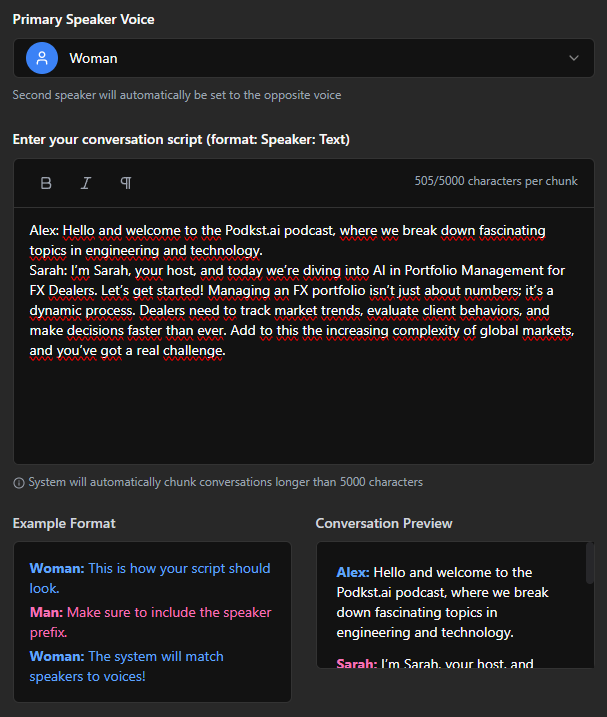 Primary Speaker Voice
Woman
Second speaker will automatically be set to the opposite voice
Enter your conversation script (format: Speaker: Text)
B I ¶ 505/5000 characters per chunk
Alex: Hello and welcome to the Podkst.ai podcast, where we break down fascinating
topics in engineering and technology.
Sarah: I’m Sarah, your host, and today we’re diving into AI in Portfolio Management for
FX Dealers. Let’s get started! Managing an FX portfolio isn’t just about numbers; it’s a
dynamic process. Dealers need to track market trends, evaluate client behaviors, and
make decisions faster than ever. Add to this the increasing complexity of global markets,
and you’ve got a real challenge.
System will automatically chunk conversations longer than 5000 characters
Example Format
Woman: This is how your script should
look.
Man: Make sure to include the speaker
prefix.
Woman: The system will match
speakers to voices!
Conversation Preview
Alex: Hello and welcome to the
Podkst.ai podcast, where we break
down fascinating topics in
engineering and technology.
Sarah: I’m Sarah, your host, and